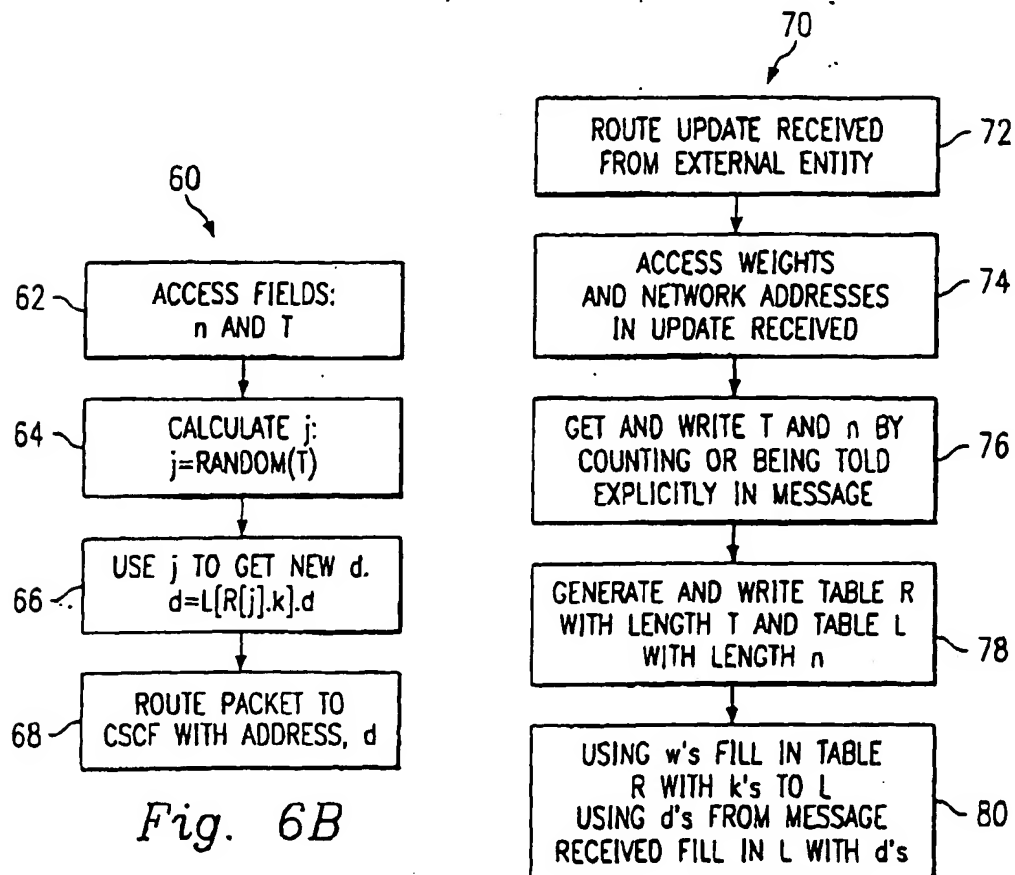 60
62
ACCESS FIELDS:
n AND T
64
CALCULATE j:
j=RANDOM(T)
66
USE j TO GET NEW d.
d=L[R[j].k].d
68
ROUTE PACKET TO
CSCF WITH ADDRESS, d
Fig. 6B
70
ROUTE UPDATE RECEIVED
FROM EXTERNAL ENTITY
72
ACCESS WEIGHTS
AND NETWORK ADDRESSES
IN UPDATE RECEIVED
74
GET AND WRITE T AND n BY
COUNTING OR BEING TOLD
EXPLICITLY IN MESSAGE
76
GENERATE AND WRITE TABLE R
WITH LENGTH T AND TABLE L
WITH LENGTH n
78
USING w's FILL IN TABLE
R WITH k's TO L
USING d's FROM MESSAGE
RECEIVED FILL IN L WITH d's
80